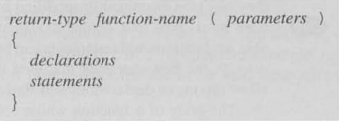 return-type function-name ( parameters )
{
declarations
statements
}